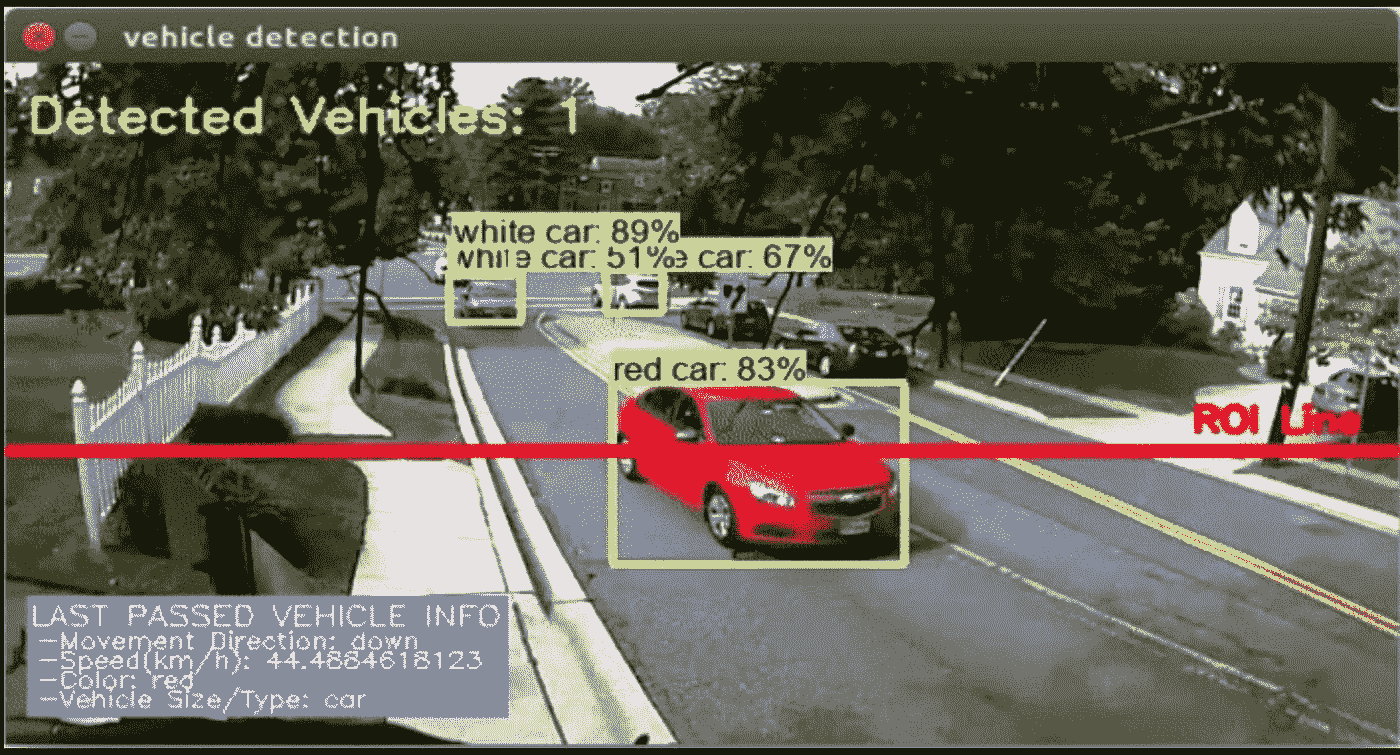 vehicle detection
Detected Vehicles: 1
white car: 89%
white car: 51%
car: 67%
red car: 83%
ROI Line
LAST PASSED VEHICLE INFO
-Movement Direction: down
-Speed(km/h): 44.4884618123
-Color: red
-Vehicle Size/Type: car